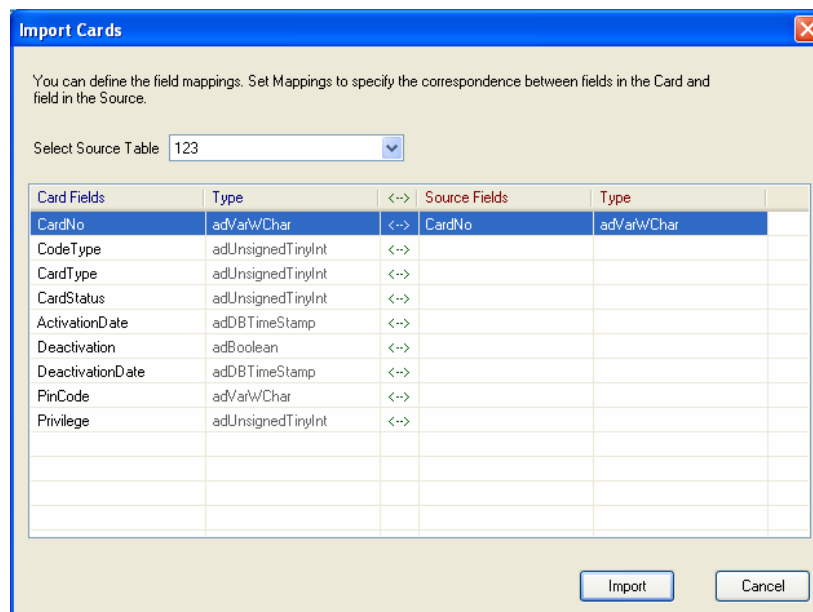 Import Cards
You can define the field mappings. Set Mappings to specify the correspondence between fields in the Card and
field in the Source.
Select Source Table 123
Card Fields Type <--> Source Fields Type
CardNo adVarWChar <--> CardNo adVarWChar
CodeType adUnsignedTinyInt <-->
CardType adUnsignedTinyInt <-->
CardStatus adUnsignedTinyInt <-->
ActivationDate adDBTimeStamp <-->
Deactivation adBoolean <-->
DeactivationDate adDBTimeStamp <-->
PinCode adVarWChar <-->
Privilege adUnsignedTinyInt <-->
Import Cancel